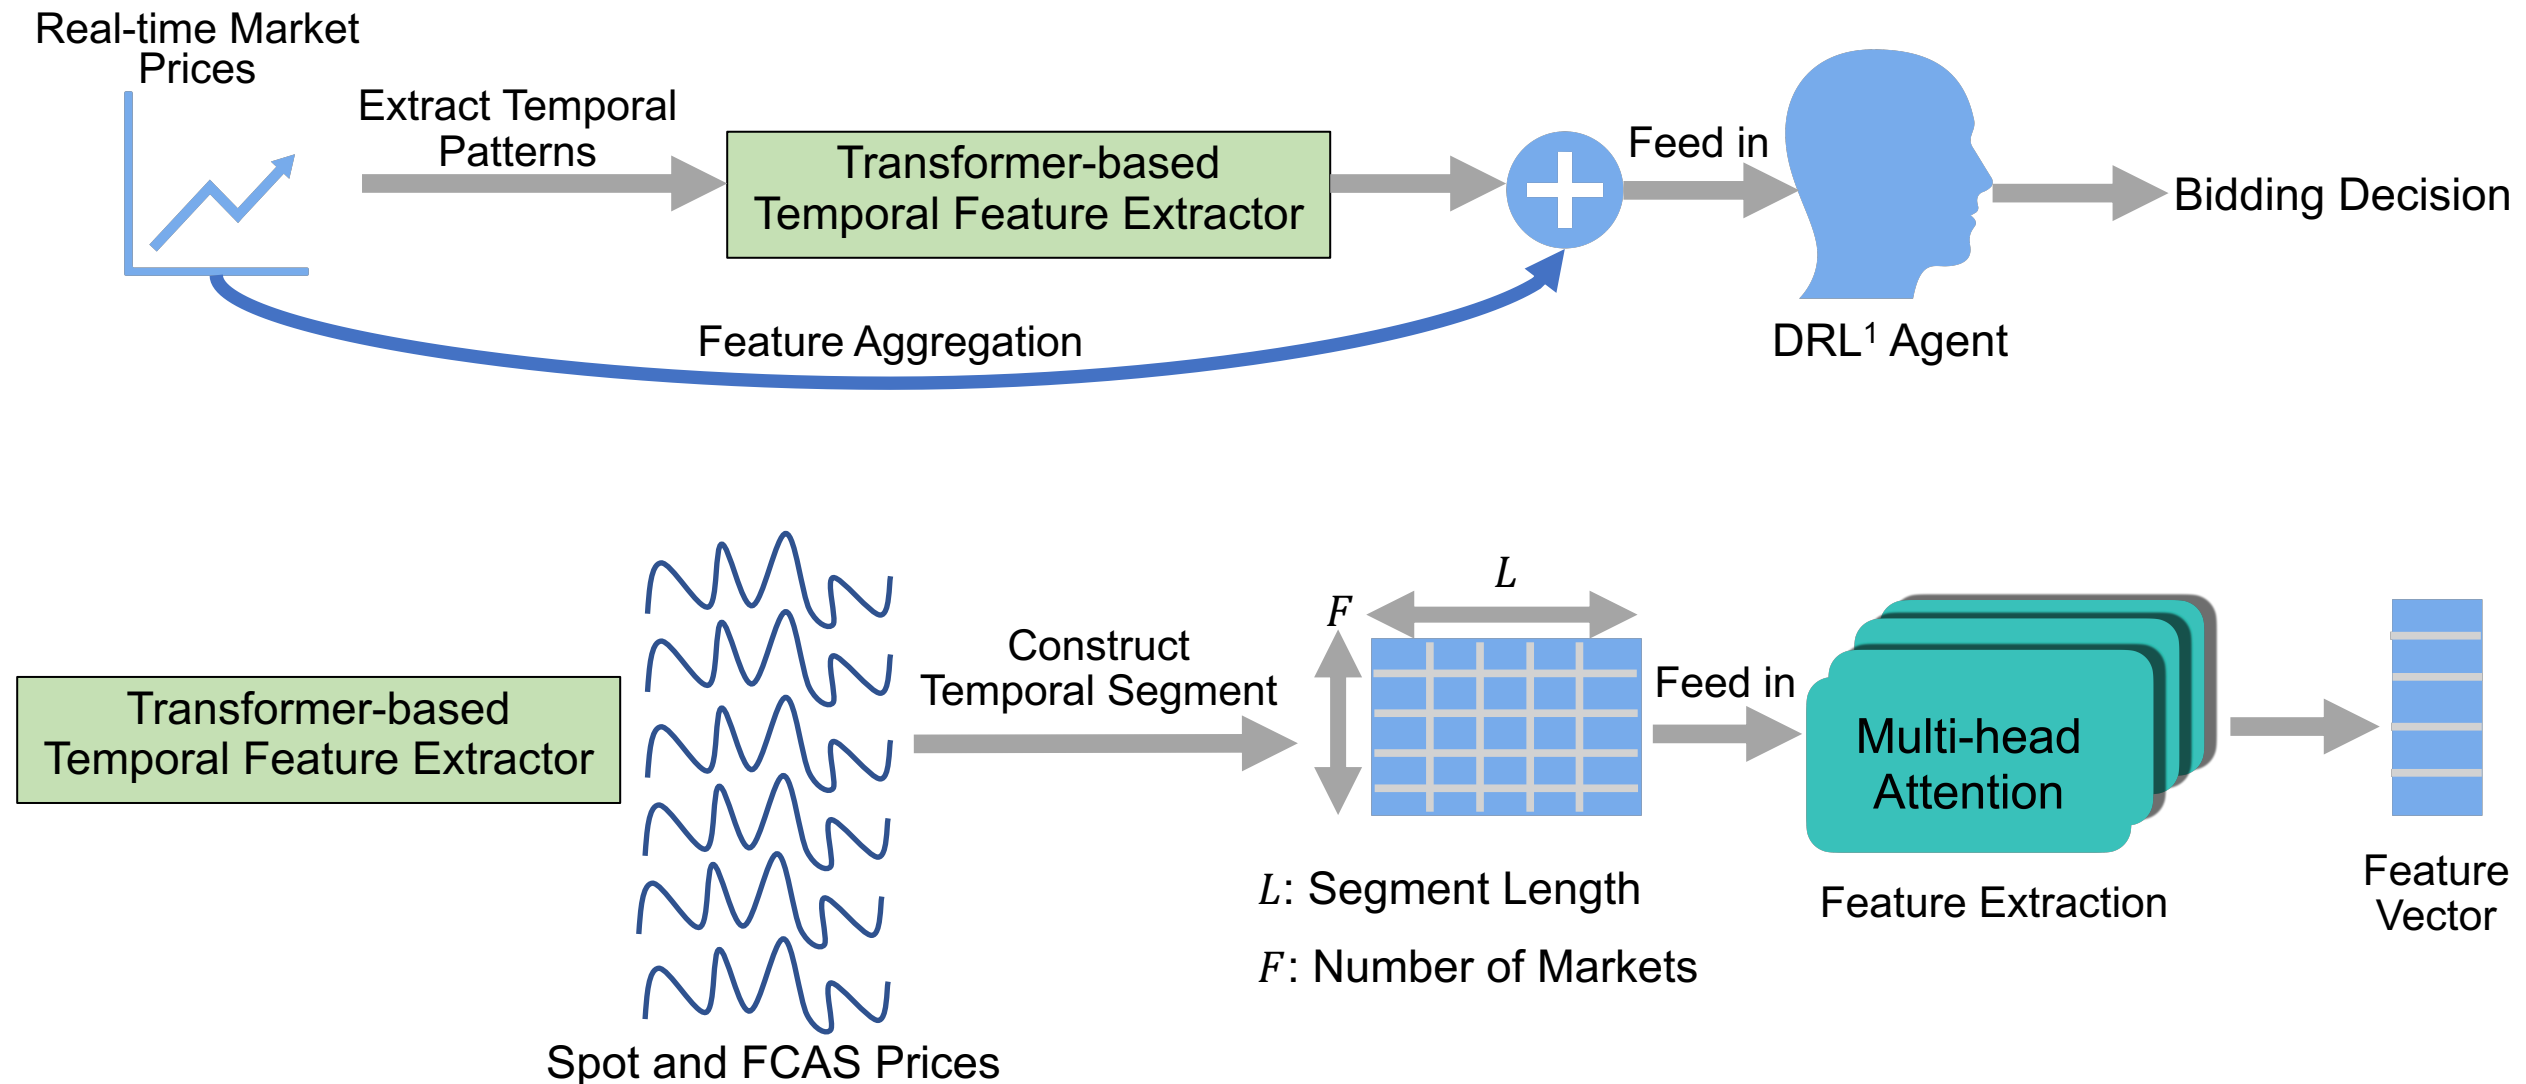 Real-time Market
Prices
Extract Temporal
Patterns
Transformer-based
Temporal Feature Extractor
Feed in
Bidding Decision
Feature Aggregation
DRL¹ Agent
Transformer-based
Temporal Feature Extractor
Spot and FCAS Prices
Construct
Temporal Segment
L
F
L: Segment Length
F: Number of Markets
Feed in
Multi-head
Attention
Feature Extraction
Feature
Vector